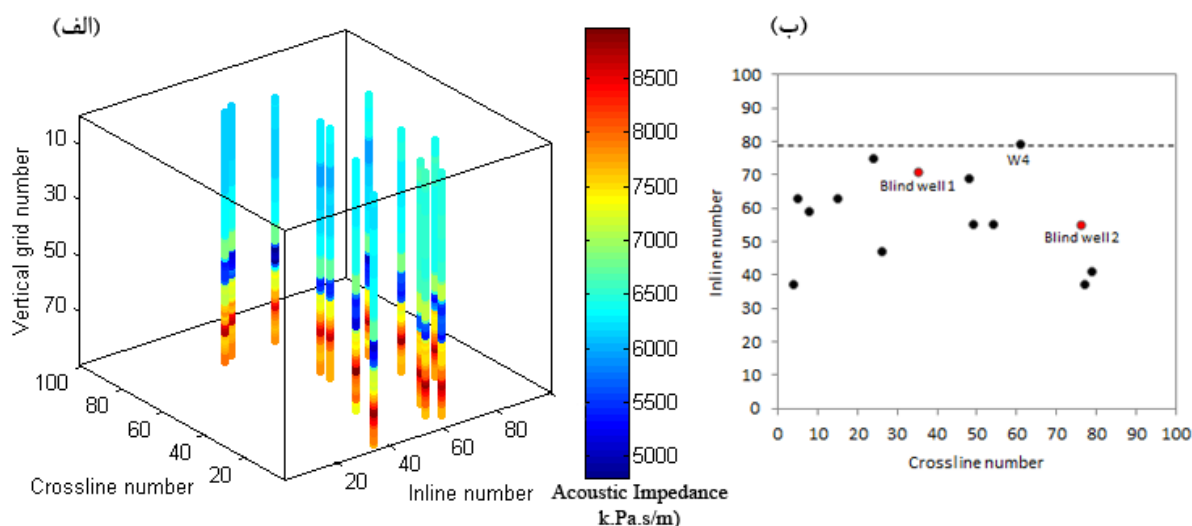 (الف)
10
30
50
70
Vertical grid number
100
80
60
40
20
Crossline number
20
40
60
80
Inline number
8500
8000
7500
7000
6500
6000
5500
5000
Acoustic Impedance
k.Pa.s/m)
(ب)
100
90
80
70
60
50
40
30
20
10
0
Inline number
W4
Blind well 1
Blind well 2
0 10 20 30 40 50 60 70 80 90 100
Crossline number